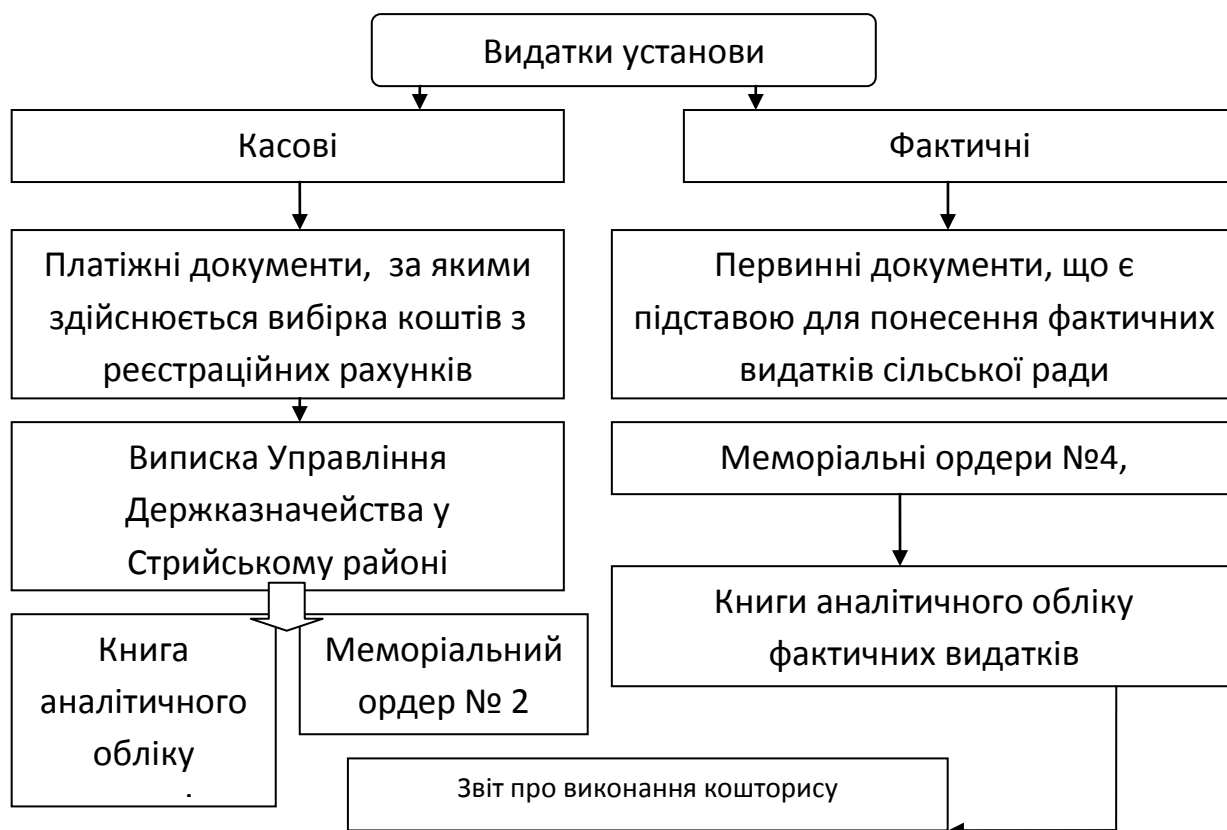 Видатки установи
Касові
Фактичні
Платіжні документи, за якими
здійснюється вибірка коштів з
реєстраційних рахунків
Первинні документи, що є
підставою для понесення фактичних
видатків сільської ради
Виписка Управління
Держказначейства у
Стрийському районі
Меморіальні ордери №4,
Книги аналітичного обліку
фактичних видатків
Книга
аналітичного
обліку
Меморіальний
ордер № 2
Звіт про виконання кошторису